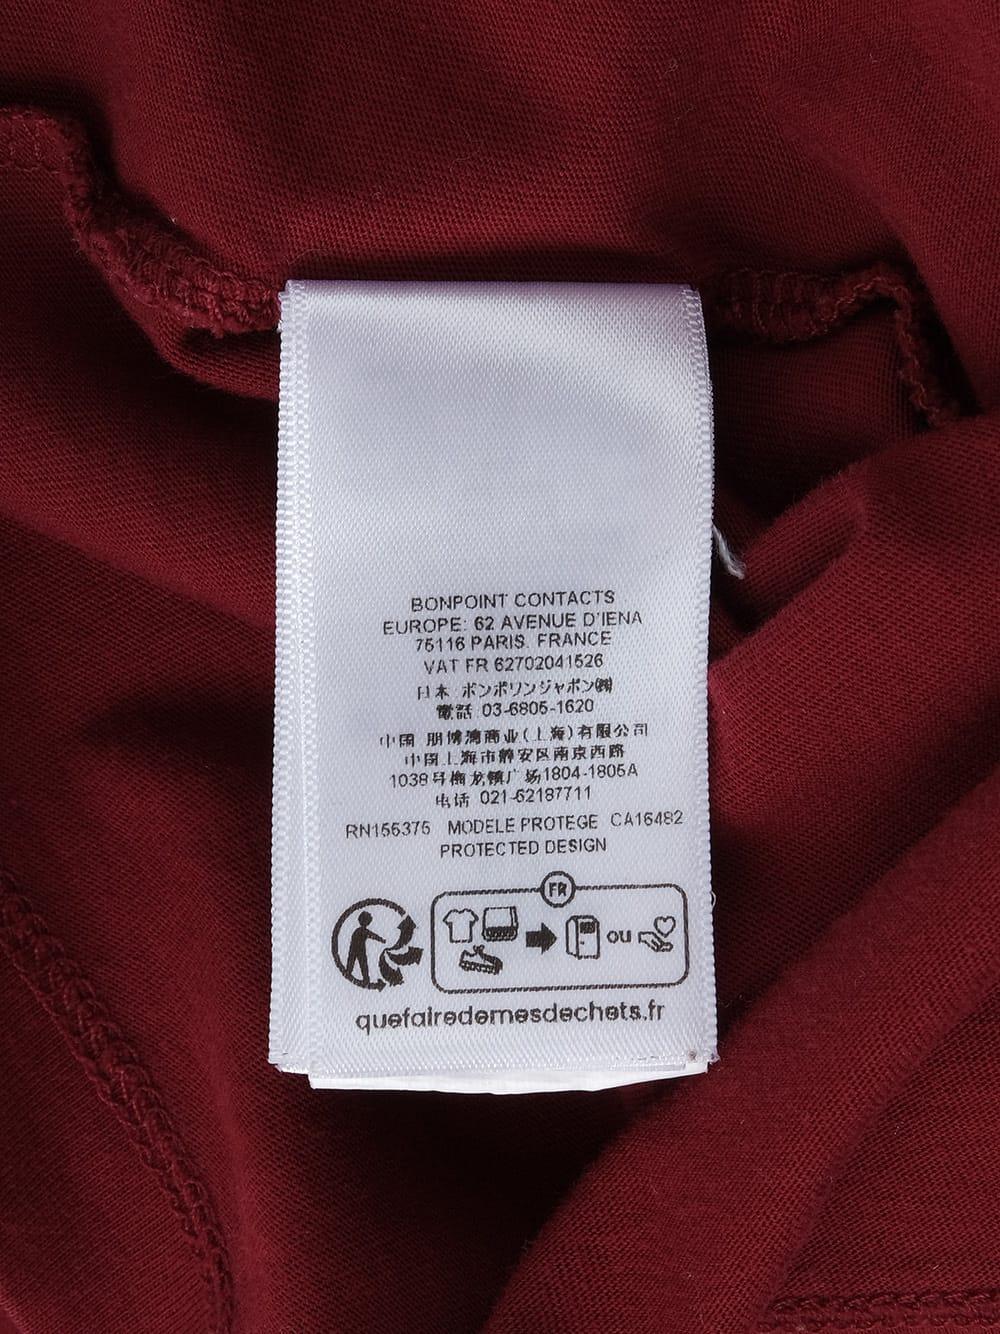 BONPOINT CONTACTS
EUROPE: 62 AVENUE D'IENA
75116 PARIS. FRANCE
VAT FR 62702041526
日本 ボンポワンジャポン㈱
電話 03-6805-1620
中国 朋博湾商业(上海)有限公司
中国上海市静安区南京西路
1038号梅龙镇广场1804-1805A
电话 021-62187711
RN155375 MODELE PROTEGE CA16482
PROTECTED DESIGN
FR
ou
quefairedemesdechets.fr